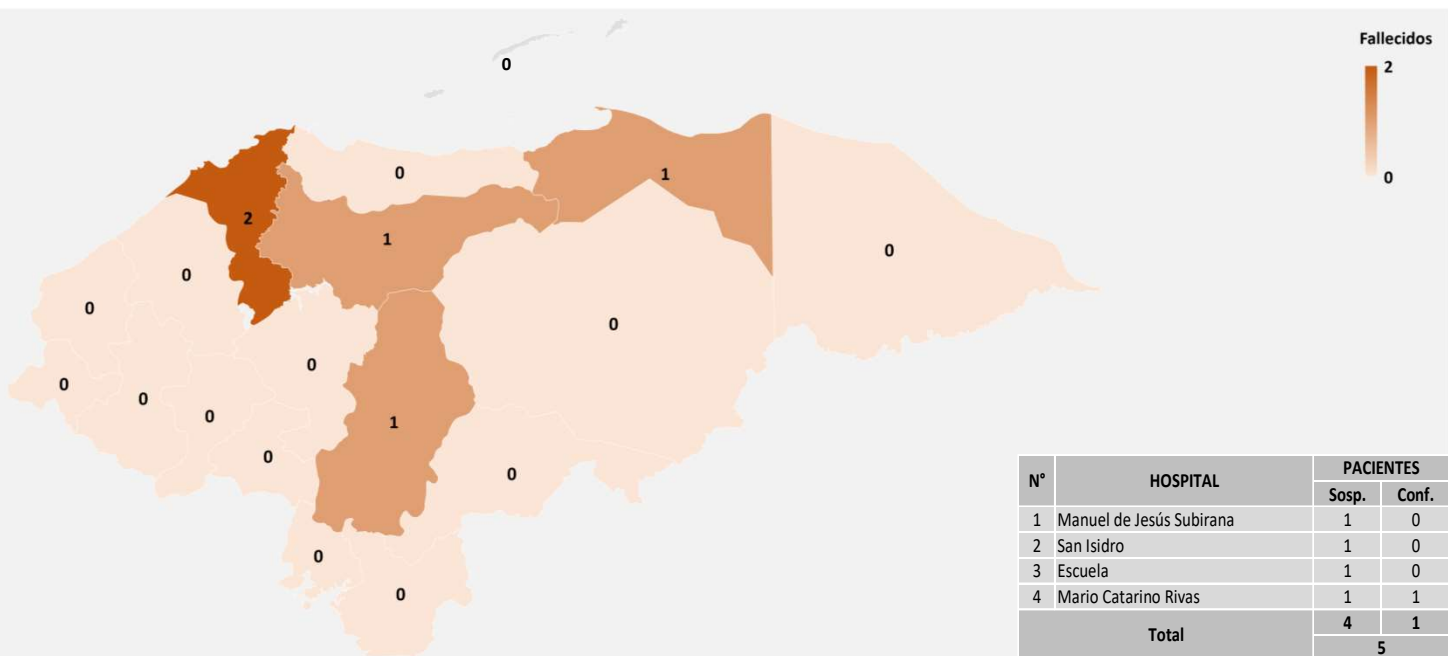 Fallecidos
2
0
0
0
1
2
1
0
0
0
0
0
0
0
0
1
0
0
0
0
0
N° HOSPITAL PACIENTES
Sosp. Conf.
1 Manuel de Jesús Subirana 1 0
2 San Isidro 1 0
3 Escuela 1 0
4 Mario Catarino Rivas 1 1
Total 4 1
5